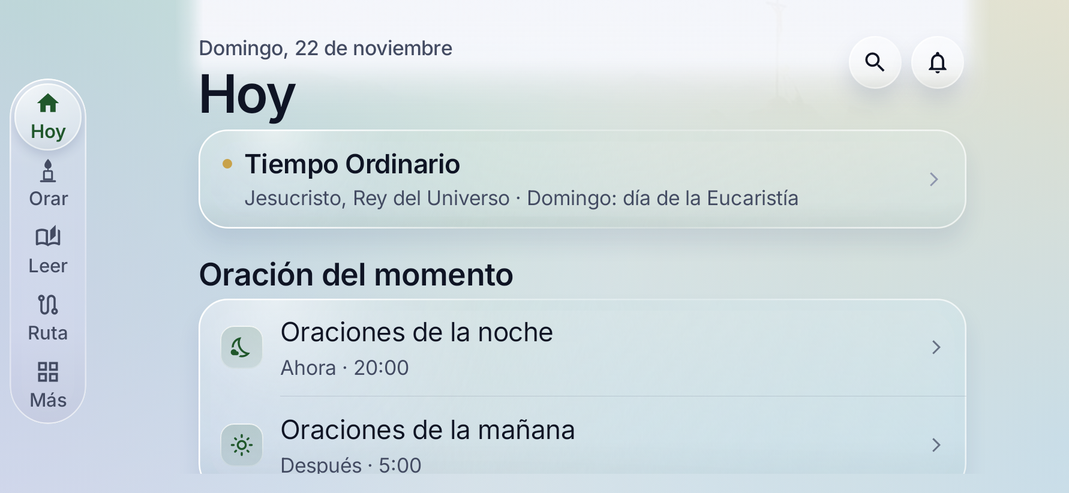 Domingo, 22 de noviembre
Hoy
Tiempo Ordinario
Jesucristo, Rey del Universo · Domingo: día de la Eucaristía
Oración del momento
Oraciones de la noche
Ahora · 20:00
Oraciones de la mañana
Después · 5:00
Hoy
Orar
Leer
Ruta
Más